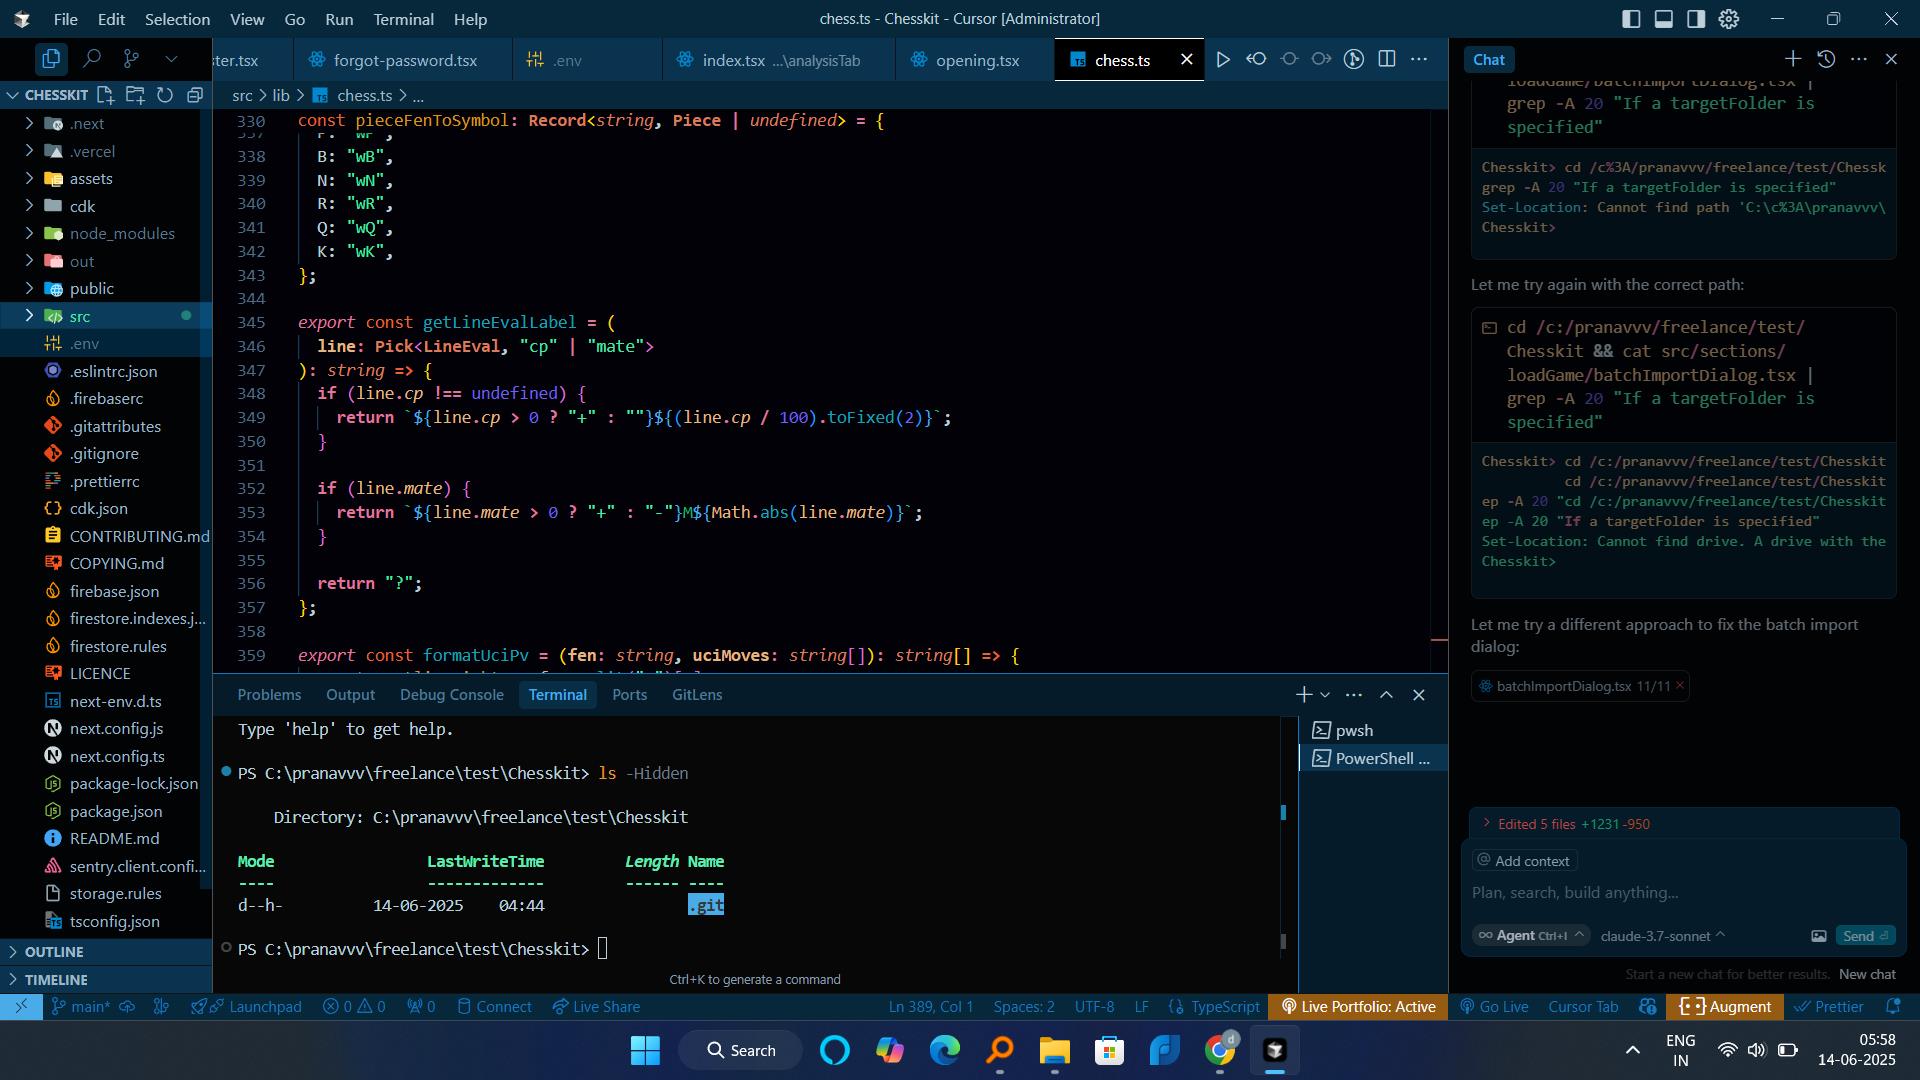 File Edit Selection View Go Run Terminal Help
chess.ts - Chesskit - Cursor [Administrator]
ster.tsx
forgot-password.tsx
.env
index.tsx ...\analysisTab
opening.tsx
chess.ts
CHESSKIT
src > lib > chess.ts > ...
.next
.vercel
assets
cdk
node_modules
out
public
src
.env
.eslintrc.json
.firebaserc
.gitattributes
.gitignore
.prettierrc
cdk.json
CONTRIBUTING.md
COPYING.md
firebase.json
firestore.indexes.j...
firestore.rules
LICENCE
next-env.d.ts
next.config.js
next.config.ts
package-lock.json
package.json
README.md
sentry.client.confi...
storage.rules
tsconfig.json
OUTLINE
TIMELINE
330 const pieceFenToSymbol: Record<string, Piece | undefined> = {
338 B: "wB",
339 N: "wN",
340 R: "wR",
341 Q: "wQ",
342 K: "wK",
343 };
344
345 export const getLineEvalLabel = (
346 line: Pick<LineEval, "cp" | "mate">
347 ): string => {
348 if (line.cp !== undefined) {
349 return `${line.cp > 0 ? "+" : ""}${(line.cp / 100).toFixed(2)}`;
350 }
351
352 if (line.mate) {
353 return `${line.mate > 0 ? "+" : "-"}M${Math.abs(line.mate)}`;
354 }
355
356 return "?";
357 };
358
359 export const formatUciPv = (fen: string, uciMoves: string[]): string[] => {
Problems Output Debug Console Terminal Ports GitLens
Type 'help' to get help.
PS C:\pranavvv\freelance\test\Chesskit> ls -Hidden
Directory: C:\pranavvv\freelance\test\Chesskit
Mode LastWriteTime Length Name
---- ------------- ------ ----
d--h- 14-06-2025 04:44 .git
PS C:\pranavvv\freelance\test\Chesskit>
Ctrl+K to generate a command
pwsh
PowerShell ...
Chat
loadGame/batchImportDialog.tsx |
grep -A 20 "If a targetFolder is
specified"
Chesskit> cd /c%3A/pranavvv/freelance/test/Chessk
grep -A 20 "If a targetFolder is specified"
Set-Location: Cannot find path 'C:\c%3A\pranavvv\
Chesskit>
Let me try again with the correct path:
cd /c:/pranavvv/freelance/test/
Chesskit && cat src/sections/
loadGame/batchImportDialog.tsx |
grep -A 20 "If a targetFolder is
specified"
Chesskit> cd /c:/pranavvv/freelance/test/Chesskit
cd /c:/pranavvv/freelance/test/Chesskit
ep -A 20 "cd /c:/pranavvv/freelance/test/Chesskit
ep -A 20 "If a targetFolder is specified"
Set-Location: Cannot find drive. A drive with the
Chesskit>
Let me try a different approach to fix the batch import
dialog:
batchImportDialog.tsx 11/11
Edited 5 files +1231 -950
@ Add context
Plan, search, build anything...
Agent Ctrl+I
claude-3.7-sonnet
Send
Start a new chat for better results. New chat
main*
Launchpad
0 0
0
Connect
Live Share
Ln 389, Col 1
Spaces: 2
UTF-8
LF
TypeScript
Live Portfolio: Active
Go Live
Cursor Tab
Augment
Prettier
Search
ENG
IN
05:58
14-06-2025